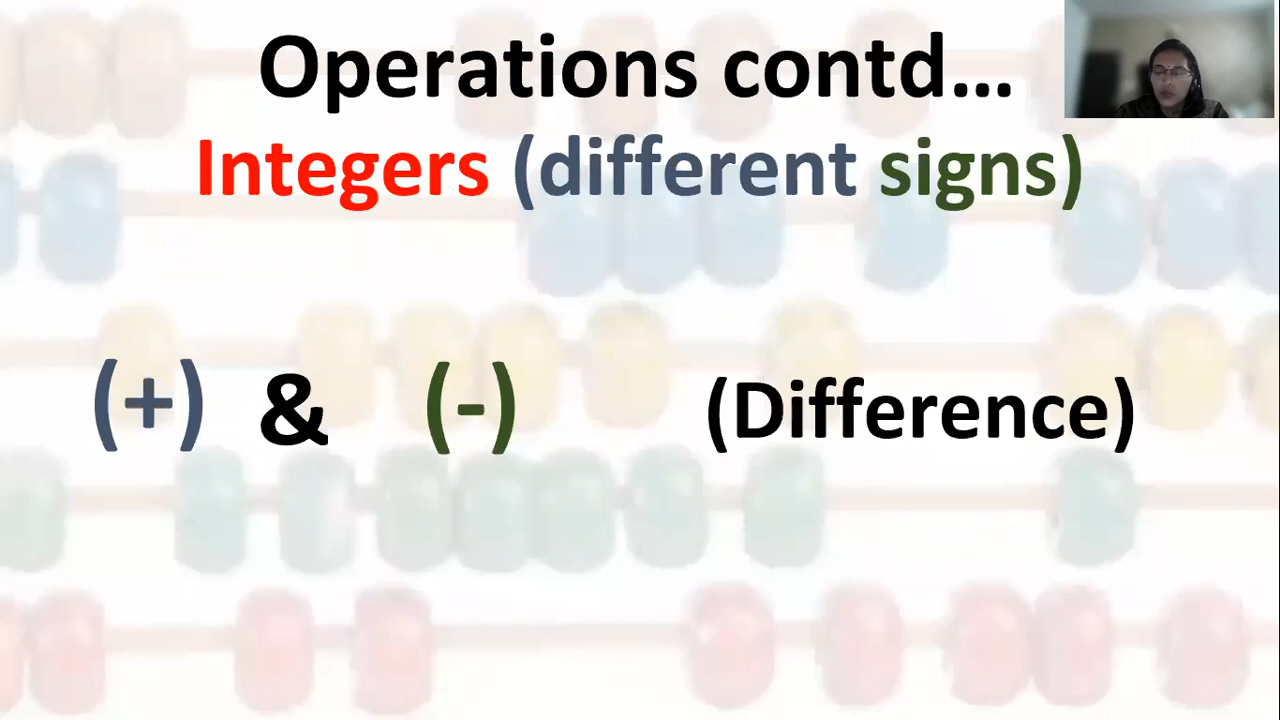 Operations contd...
Integers (different signs)
(+) & (-) (Difference)